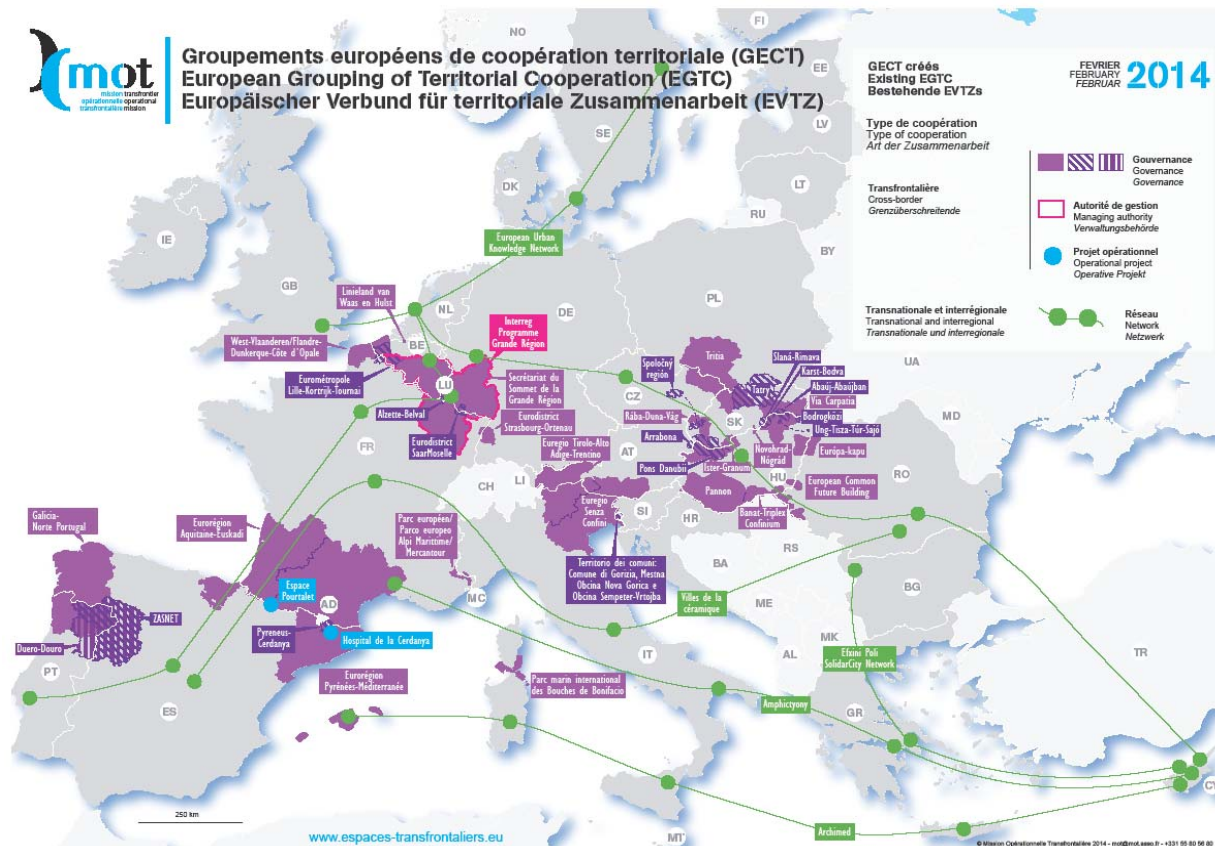 mot
mission transfrontier
opérationnelle operational
transfrontalière mission
Groupements européens de coopération territoriale (GECT)
European Grouping of Territorial Cooperation (EGTC)
Europäischer Verbund für territoriale Zusammenarbeit (EVTZ)
GECT créés
Existing EGTC
Bestehende EVTZs
FEVRIER
FEBRUARY
FEBRUAR
2014
Type de coopération
Type of cooperation
Art der Zusammenarbeit
Transfrontalière
Cross-border
Grenzüberschreitende
Gouvernance
Governance
Governance
Autorité de gestion
Managing authority
Verwaltungsbehörde
Projet opérationnel
Operational project
Operative Projekt
Transnationale et interrégionale
Transnational and interregional
Transnationale und interregionale
Réseau
Network
Netzwerk
NO
FI
SE
EE
LV
LT
RU
BY
DK
IE
GB
NL
DE
PL
BE
LU
UA
CZ
SK
MD
FR
AT
CH
LI
HU
RO
SI
HR
BA
RS
BG
ME
MK
AL
IT
MC
AD
PT
ES
GR
TR
MT
CY
European Urban
Knowledge Network
Linieland van
Waas en Hulst
West-Vlaanderen/Flandre-
Dunkerque-Côte d'Opale
Interreg
Programme
Grande Région
Eurométropole
Lille-Kortrijk-Tournai
Secrétariat du
Sommet de la
Grande Région
Alzette-Belval
Eurodistrict
SaarMoselle
Eurodistrict
Strasbourg-Ortenau
Tritia
Spoločný
región
Tatry
Slaná-Rimava
Karst-Bodva
Abaúj-Abaújban
Via Carpatia
Bodrogközi
Ung-Tisza-Túr-Sajó
Rába-Duna-Vág
Arrabona
Pons Danubii
Ister-Granum
Novohrad-
Nógrád
Európa-kapu
Pannon
European Common
Future Building
Banat-Triplex
Confinium
Euregio Tirolo-Alto
Adige-Trentino
Euregio
Senza
Confini
Territorio dei comuni:
Comune di Gorizia, Mestna
Obcina Nova Gorica e
Obcina Sempeter-Vrtojba
Parc européen/
Parco europeo
Alpi Marittime/
Mercantour
Galicia-
Norte Portugal
Eurorégion
Aquitaine-Euskadi
Espace
Pourtalet
ZASNET
Duero-Douro
Pyreneus-
Cerdanya
Hospital de la Cerdanya
Eurorégion
Pyrénées-Méditerranée
Parc marin international
des Bouches de Bonifacio
Villes de la
céramique
Efxini Poli
SolidarCity Network
Amphictyony
Archimed
250 km
www.espaces-transfrontaliers.eu
© Mission Opérationnelle Transfrontalière 2014 - mot@mot.asso.fr - +331 55 80 56 80